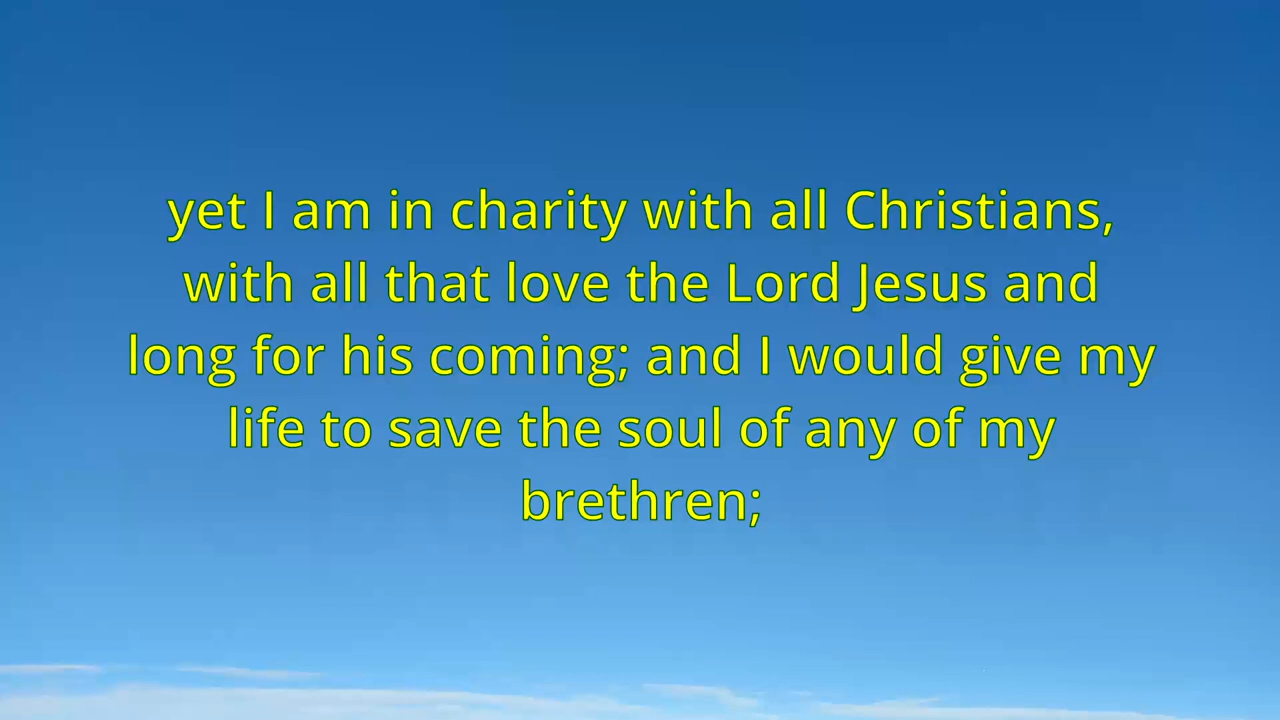 yet I am in charity with all Christians,
with all that love the Lord Jesus and
long for his coming; and I would give my
life to save the soul of any of my
brethren;